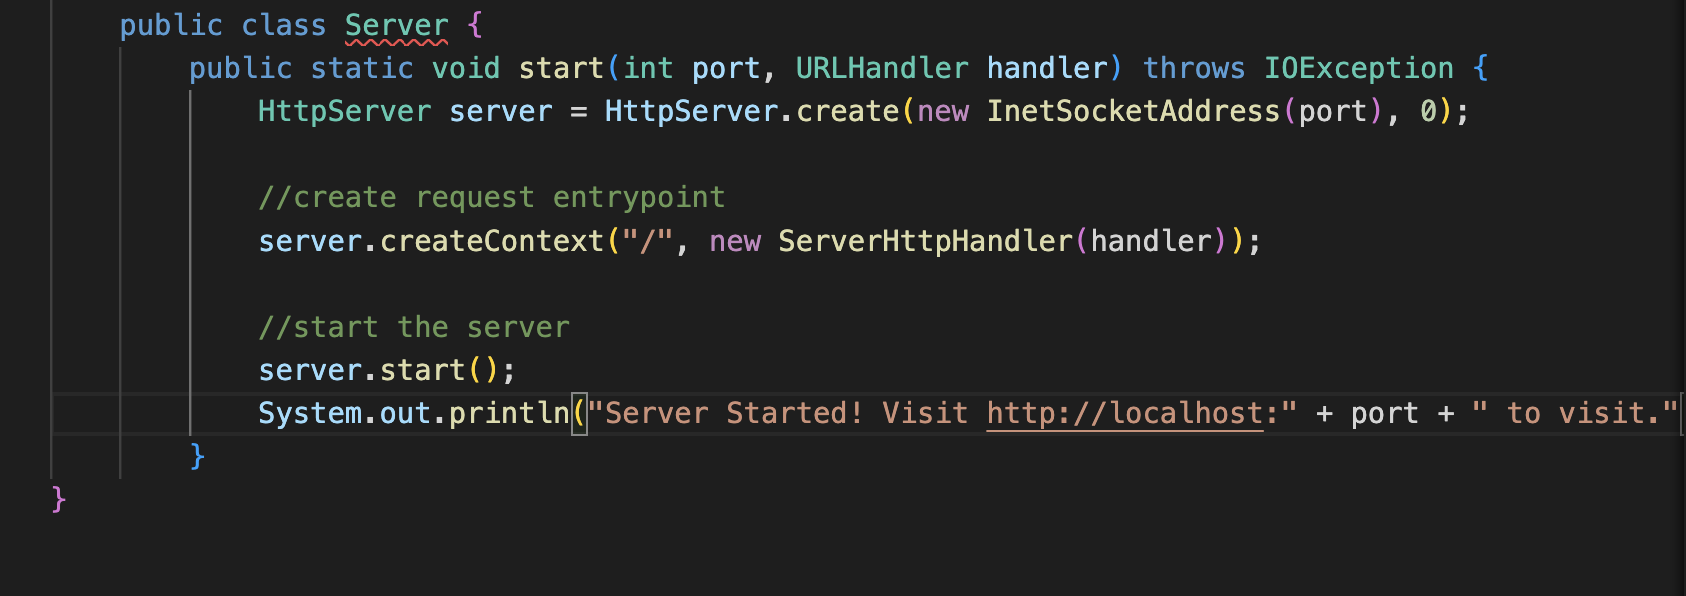 public class Server {
public static void start(int port, URLHandler handler) throws IOException {
HttpServer server = HttpServer.create(new InetSocketAddress(port), 0);
//create request entrypoint
server.createContext("/", new ServerHttpHandler(handler));
//start the server
server.start();
System.out.println("Server Started! Visit http://localhost:" + port + " to visit."
}
}